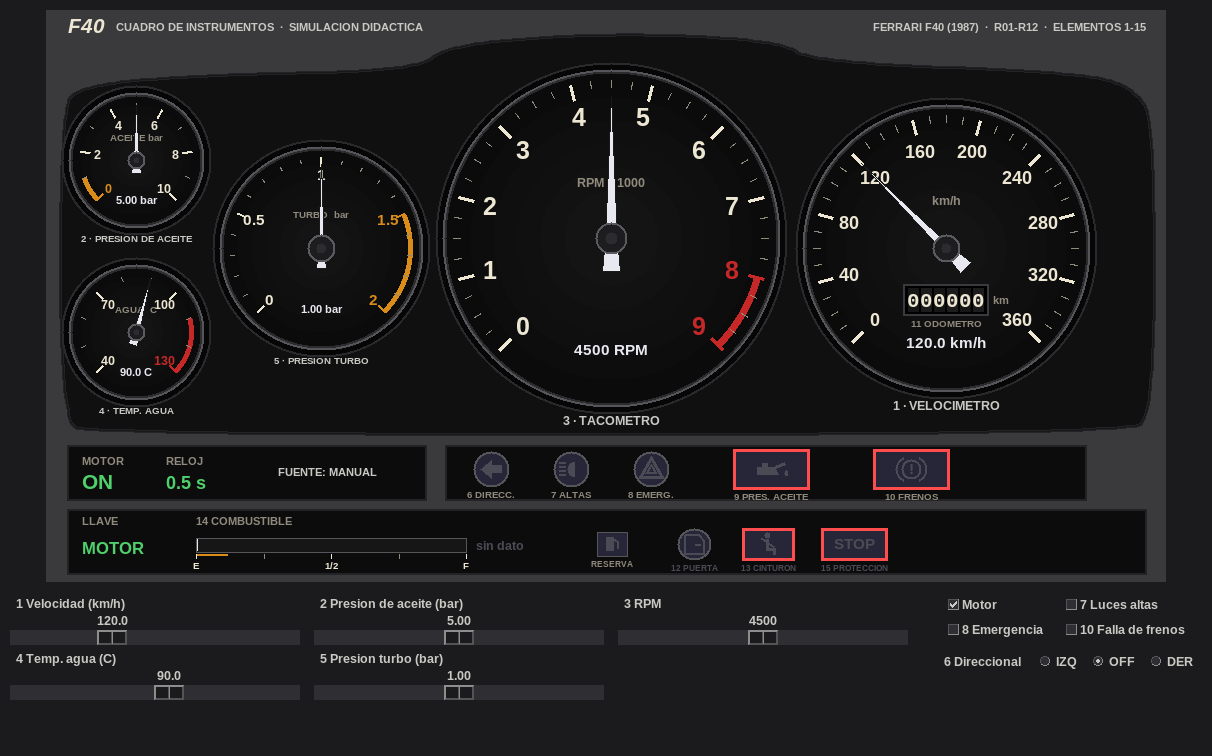 F40 CUADRO DE INSTRUMENTOS · SIMULACION DIDACTICA
FERRARI F40 (1987) · R01-R12 · ELEMENTOS 1-15
0 2 4 6 8 10
ACEITE bar
5.00 bar
2 · PRESION DE ACEITE
40 70 100 130
AGUA C
90.0 C
4 · TEMP. AGUA
0 0.5 1 1.5 2
TURBO bar
1.00 bar
5 · PRESION TURBO
0 1 2 3 4 5 6 7 8 9
RPM 1000
4500 RPM
3 · TACOMETRO
0 40 80 120 160 200 240 280 320 360
km/h
000000 km
11 ODOMETRO
120.0 km/h
1 · VELOCIMETRO
MOTOR
ON
RELOJ
0.5 s
FUENTE: MANUAL
6 DIRECC.
7 ALTAS
8 EMERG.
9 PRES. ACEITE
10 FRENOS
LLAVE
MOTOR
14 COMBUSTIBLE
sin dato
E 1/2 F
RESERVA
12 PUERTA
13 CINTURON
STOP
15 PROTECCION
1 Velocidad (km/h)
120.0
2 Presion de aceite (bar)
5.00
3 RPM
4500
4 Temp. agua (C)
90.0
5 Presion turbo (bar)
1.00
Motor
7 Luces altas
8 Emergencia
10 Falla de frenos
6 Direccional IZQ OFF DER